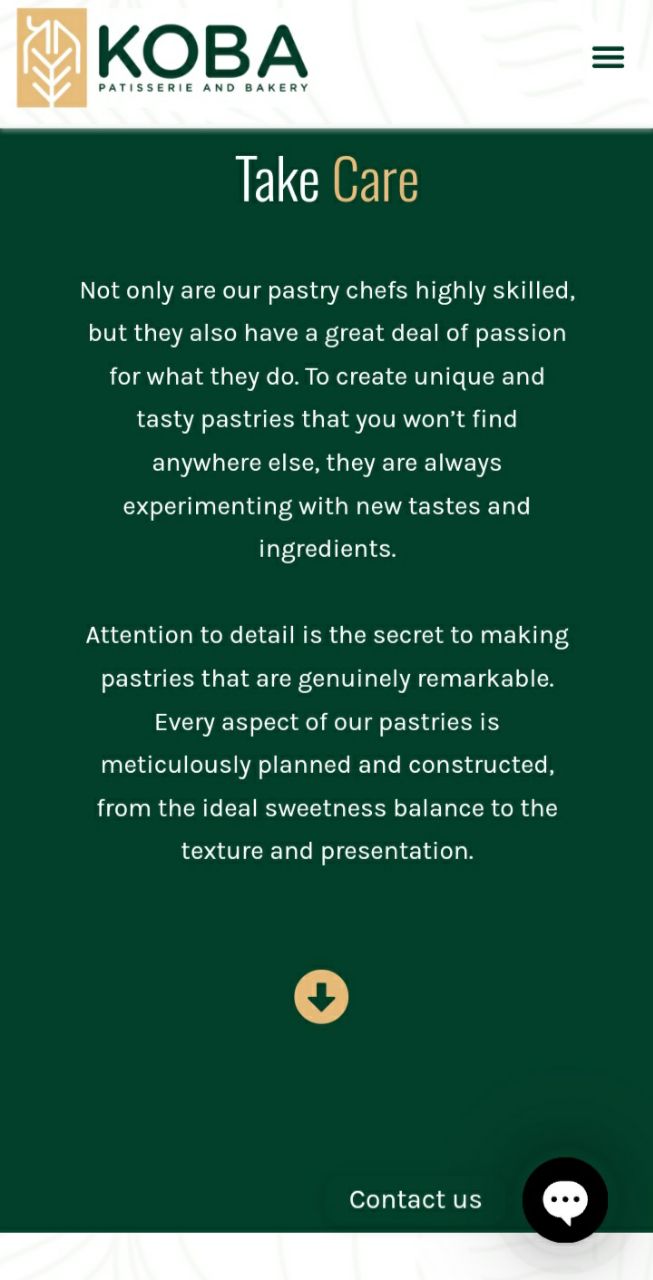 KOBA
PATISSERIE AND BAKERY
Take Care
Not only are our pastry chefs highly skilled,
but they also have a great deal of passion
for what they do. To create unique and
tasty pastries that you won’t find
anywhere else, they are always
experimenting with new tastes and
ingredients.
Attention to detail is the secret to making
pastries that are genuinely remarkable.
Every aspect of our pastries is
meticulously planned and constructed,
from the ideal sweetness balance to the
texture and presentation.
Contact us